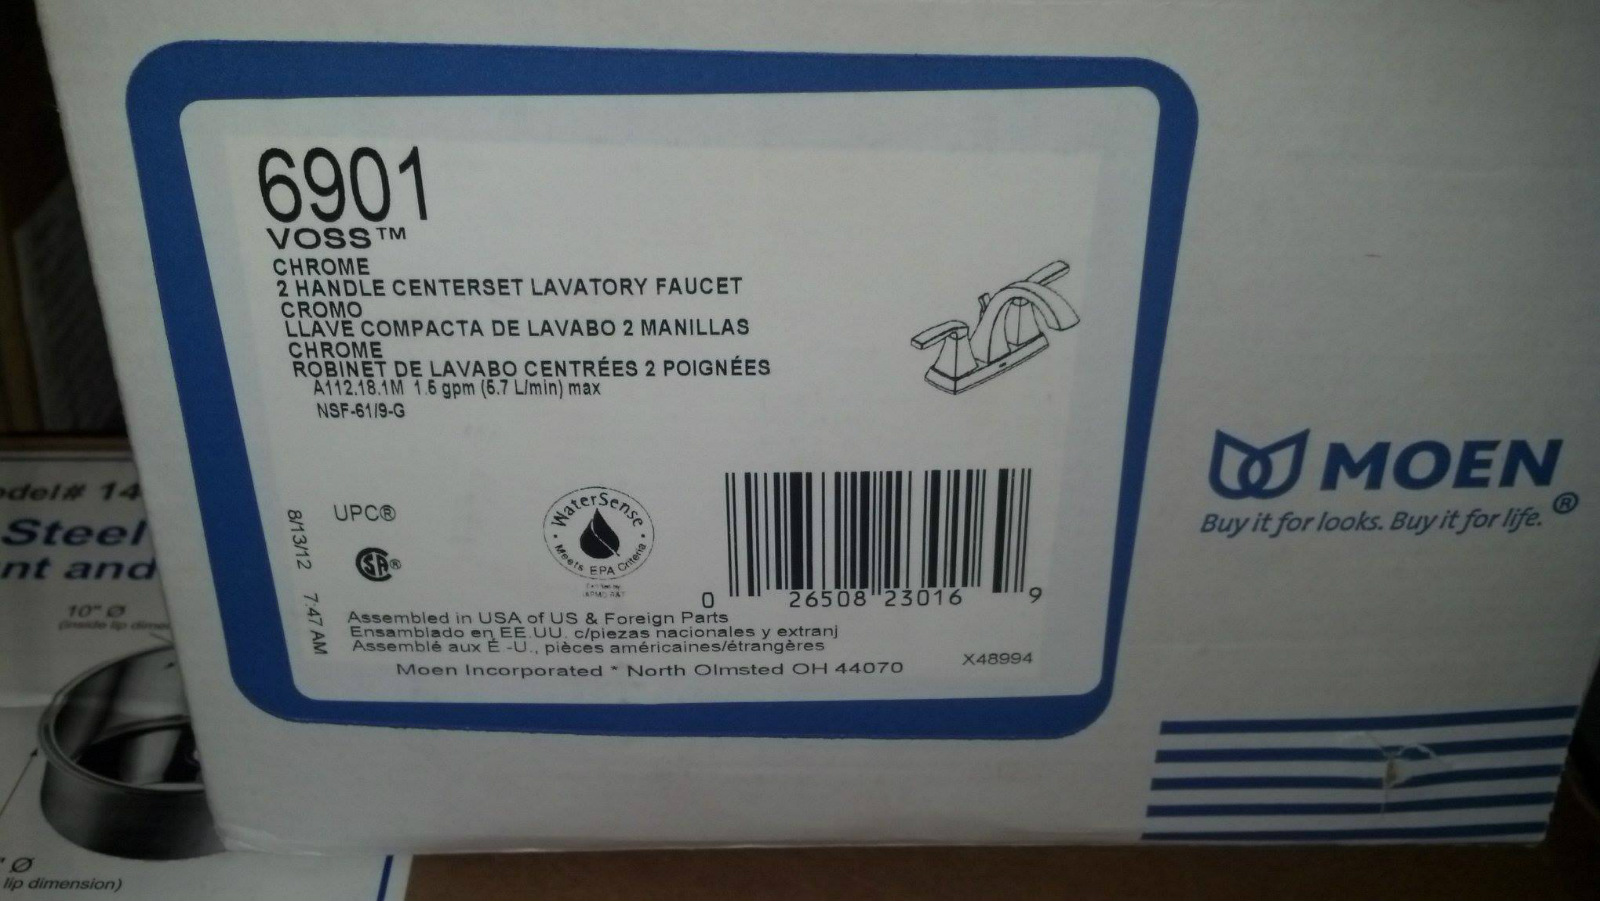 6901
VOSS™
CHROME
2 HANDLE CENTERSET LAVATORY FAUCET
CROMO
LLAVE COMPACTA DE LAVABO 2 MANILLAS
CHROME
ROBINET DE LAVABO CENTRÉES 2 POIGNÉES
A112.18.1M 1.5 gpm (5.7 L/min) max
NSF-61/9-G
8/13/12 7:47 AM
UPC®
SA®
WaterSense
Meets EPA Criteria
0 26508 23016 9
Assembled in USA of US & Foreign Parts
Ensamblado en EE.UU. c/piezas nacionales y extranj
Assemblé aux É.-U., pièces américaines/étrangères
Moen Incorporated * North Olmsted OH 44070
X48994
MOEN
Buy it for looks. Buy it for life.®
14
Steel
and
10" Ø
(inside lip
" Ø
lip dimension)